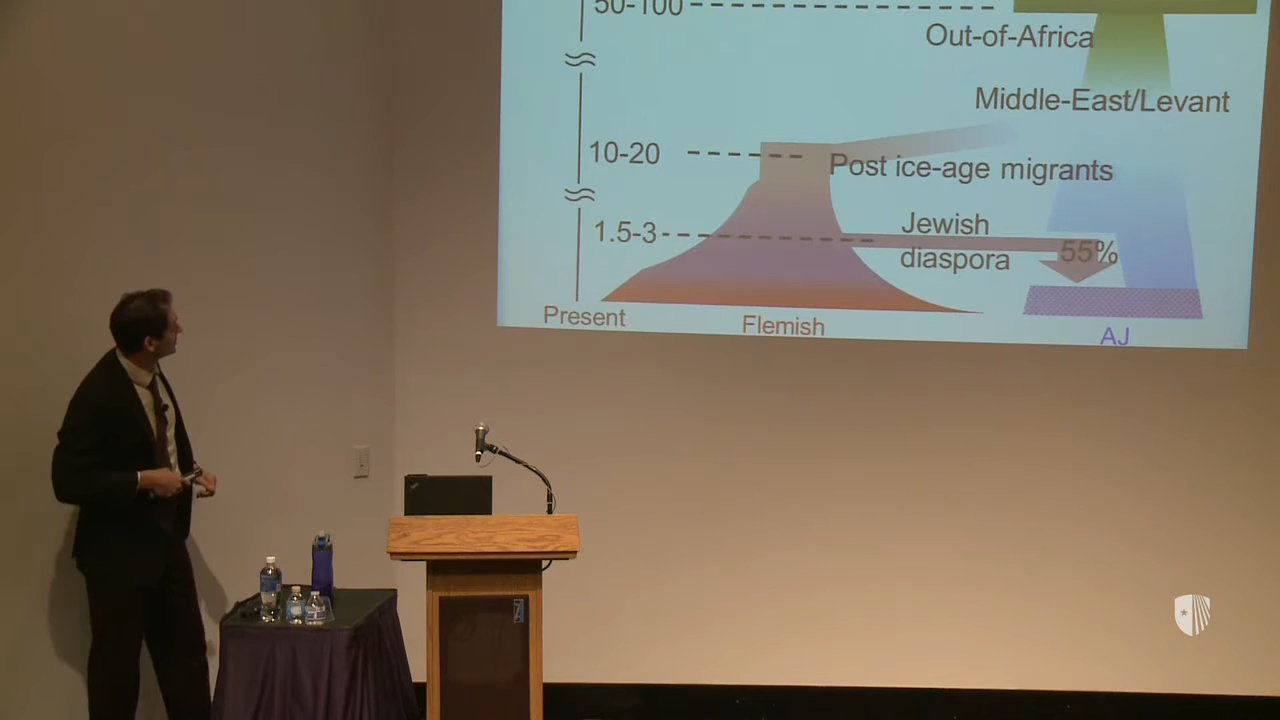 50-100
Out-of-Africa
Middle-East/Levant
10-20
Post ice-age migrants
1.5-3
Jewish
diaspora
55%
Present
Flemish
AJ